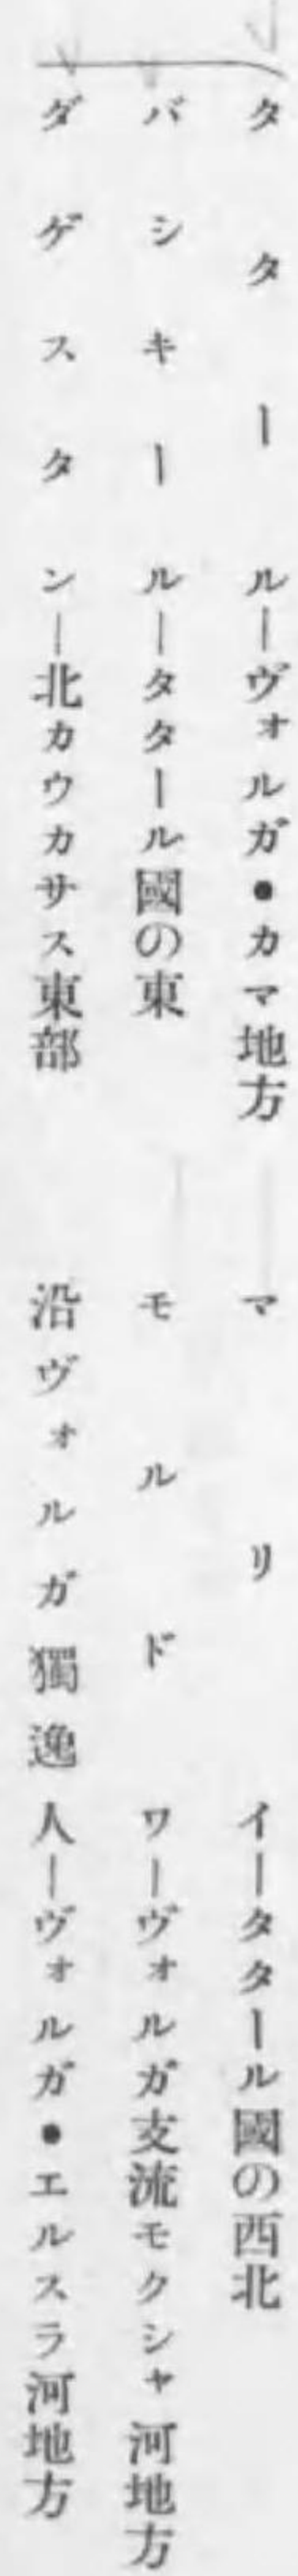 タタールーヴォルガ・カマ地方　マリイータタール國の西北
バシキールータタール國の東　モルドワーヴォルガ支流モクシャ河地方
ダゲスタン―北カウカサス東部　沿ヴォルガ獨逸人―ヴォルガ・エルスラ河地方